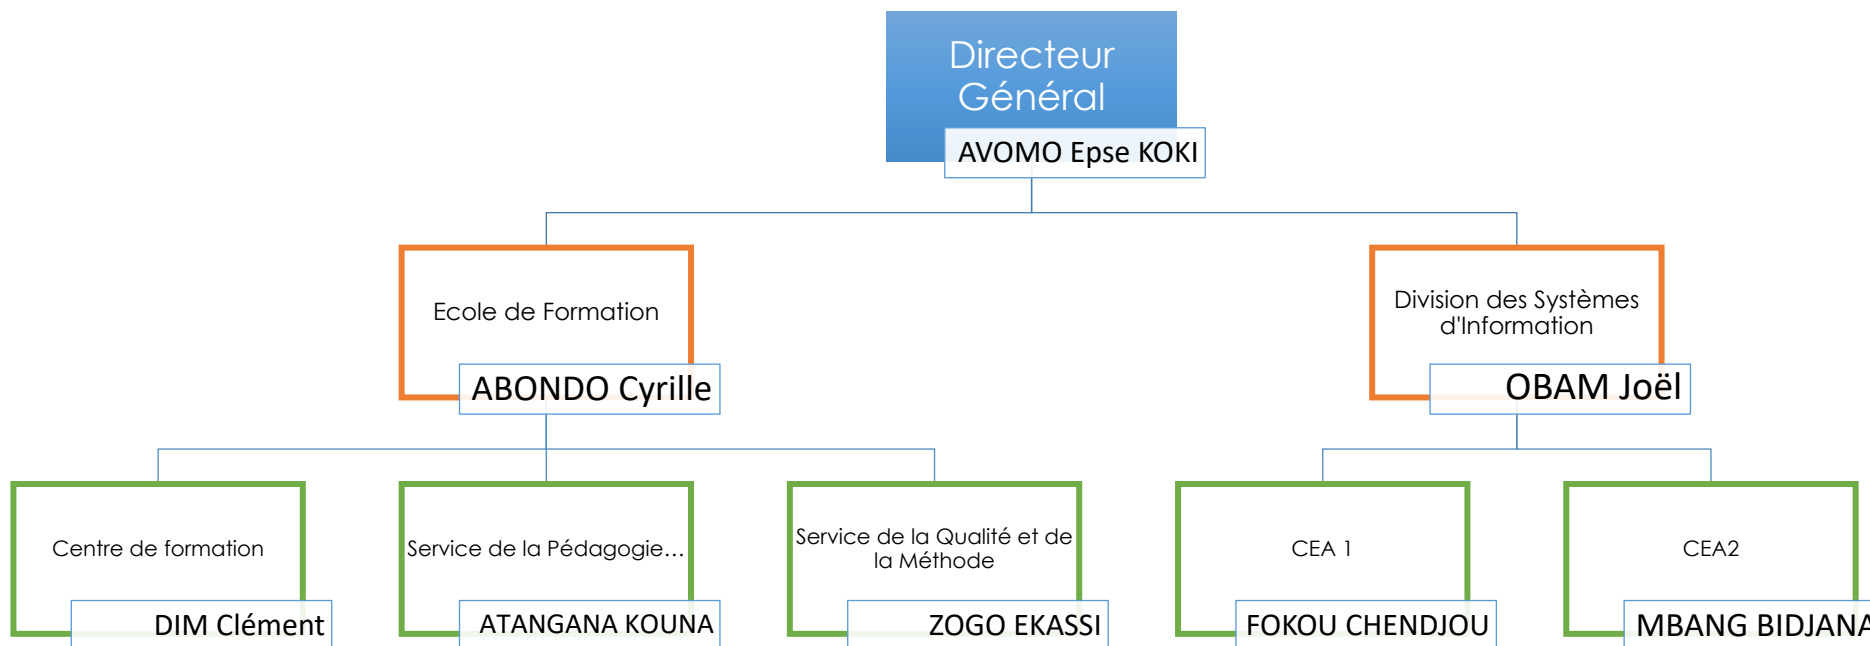 Directeur
Général
AVOMO Epse KOKI
Ecole de Formation
ABONDO Cyrille
Division des Systèmes
d'Information
OBAM Joël
Centre de formation
DIM Clément
Service de la Pédagogie…
ATANGANA KOUNA
Service de la Qualité et de
la Méthode
ZOGO EKASSI
CEA 1
FOKOU CHENDJOU
CEA2
MBANG BIDJANA